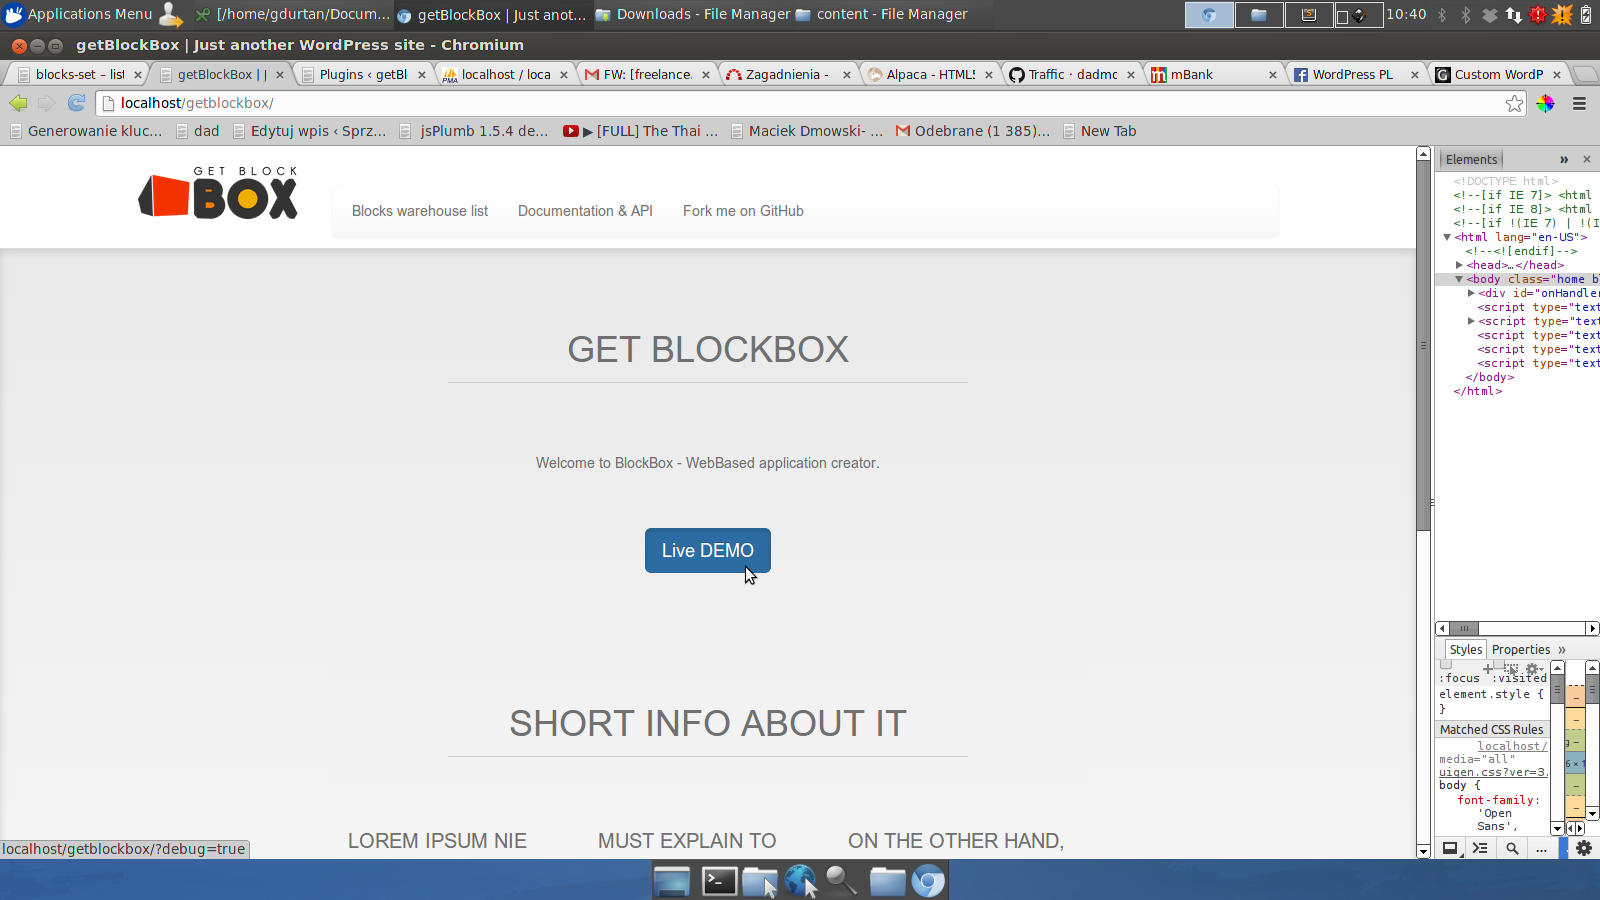 Applications Menu
[/home/gdurtan/Docum...
getBlockBox | Just anot...
Downloads - File Manager
content - File Manager
10:40
getBlockBox | Just another WordPress site - Chromium
blocks-set – list
getBlockBox | J
Plugins ‹ getBl
localhost / loca
FW: [freelance.
Zagadnienia -
Alpaca - HTML5
Traffic · dadmc
mBank
WordPress PL
Custom WordP
localhost/getblockbox/
Generowanie kluc...
dad
Edytuj wpis ‹ Sprz...
jsPlumb 1.5.4 de...
▶ [FULL] The Thai ...
Maciek Dmowski- ...
Odebrane (1 385)...
New Tab
GET BLOCK
BOX
Blocks warehouse list
Documentation & API
Fork me on GitHub
GET BLOCKBOX
Welcome to BlockBox - WebBased application creator.
Live DEMO
SHORT INFO ABOUT IT
LOREM IPSUM NIE
MUST EXPLAIN TO
ON THE OTHER HAND,
localhost/getblockbox/?debug=true
Elements
<!DOCTYPE html>
<!--[if IE 7]> <html
<!--[if IE 8]> <html
<!--[if !(IE 7) | !(I
<html lang="en-US">
<!--<![endif]-->
<head>…</head>
<body class="home b
<div id="onHandler
<script type="text
<script type="text
<script type="text
<script type="text
<script type="text
</body>
</html>
Styles
Properties
:focus :visited
element.style {
}
Matched CSS Rules
localhost/
media="all"
uigen.css?ver=3.
body {
font-family:
'Open
Sans',